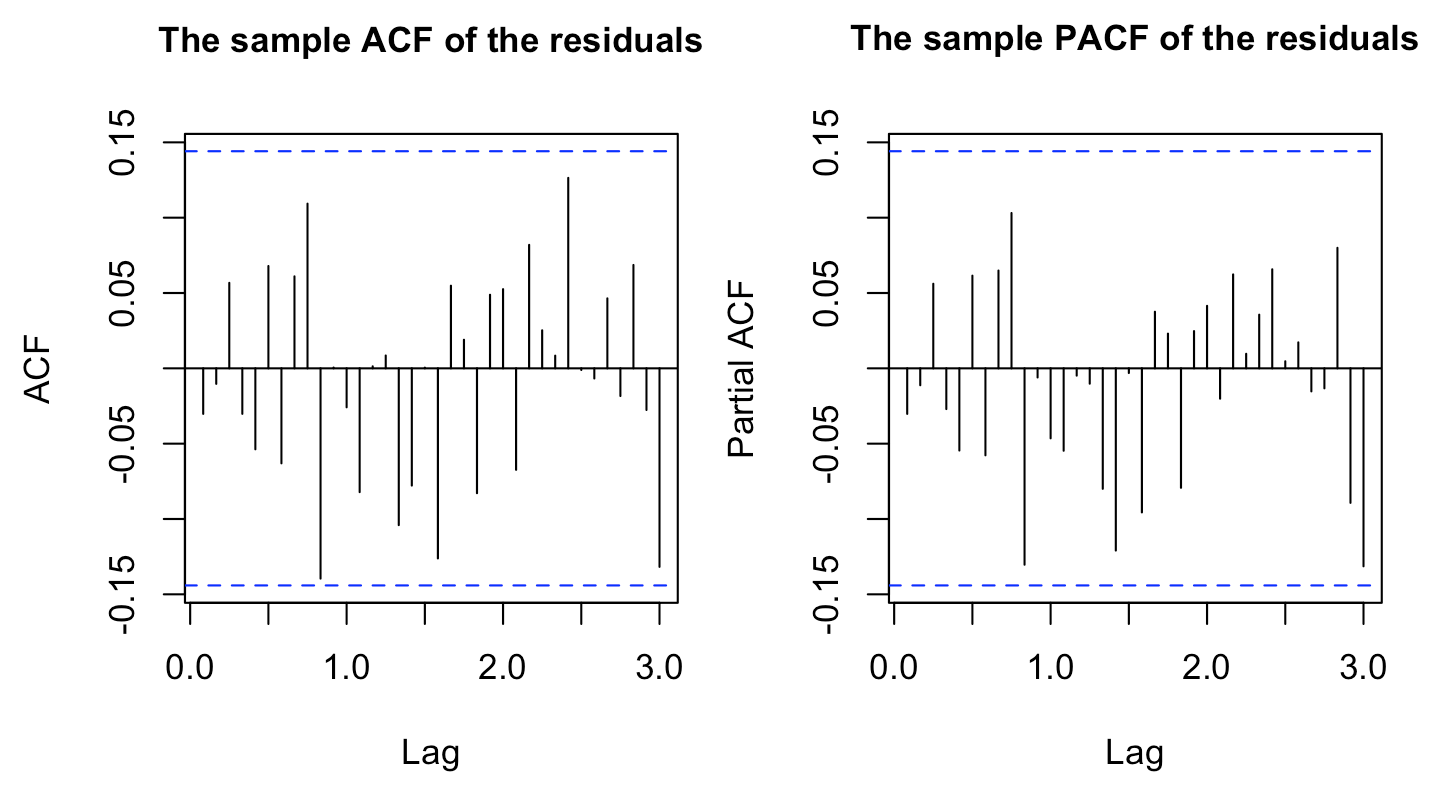 The sample ACF of the residuals
ACF
0.15
0.05
-0.05
-0.15
0.0 1.0 2.0 3.0
Lag
The sample PACF of the residuals
Partial ACF
0.15
0.05
-0.05
-0.15
0.0 1.0 2.0 3.0
Lag